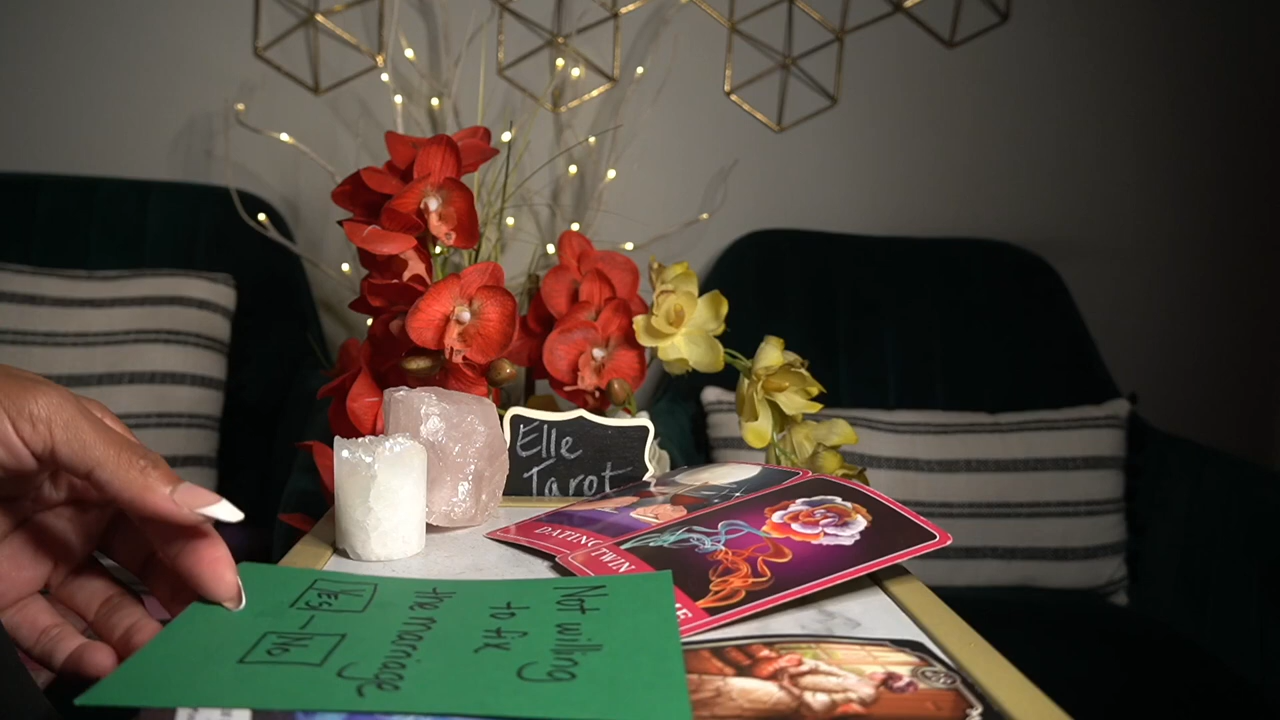 Elle
Tarot
DATING
TWIN
Not willing
to fix
the marriage
Yes - No